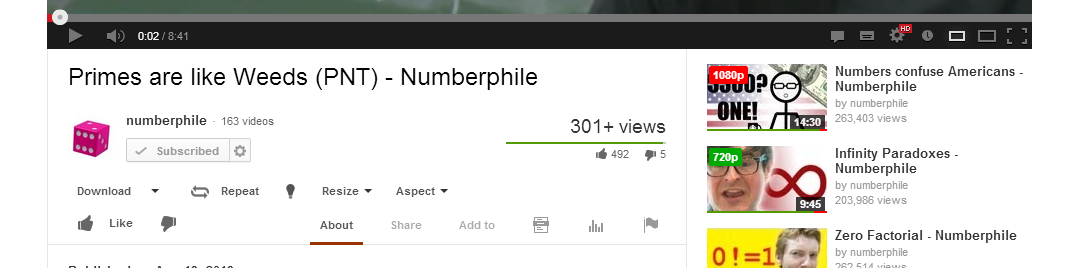 0:02 / 8:41
HD
Primes are like Weeds (PNT) - Numberphile
numberphile · 163 videos
Subscribed
301+ views
492 5
Download Repeat Resize Aspect
Like
About Share Add to
1080p
ONE!
14:30
Numbers confuse Americans -
Numberphile
by numberphile
263,403 views
720p
9:45
Infinity Paradoxes -
Numberphile
by numberphile
203,986 views
0!=1
Zero Factorial - Numberphile
by numberphile